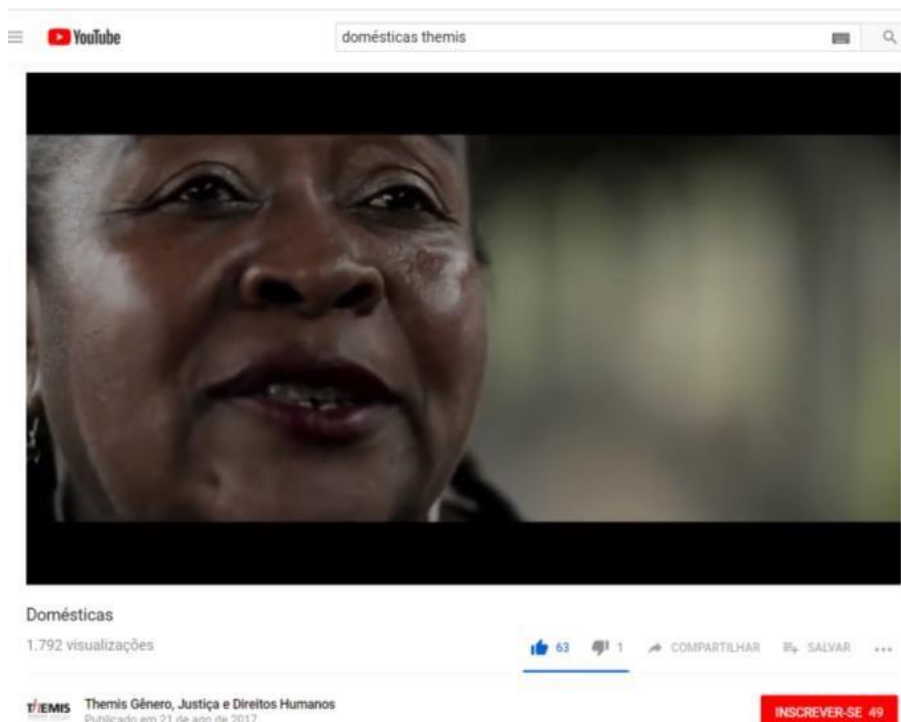 YouTube
domésticas themis
Domésticas
1.792 visualizações
63 1 COMPARTILHAR SALVAR
THEMIS
Themis Gênero, Justiça e Direitos Humanos
Publicado em 21 de ago de 2017
INSCREVER-SE 49